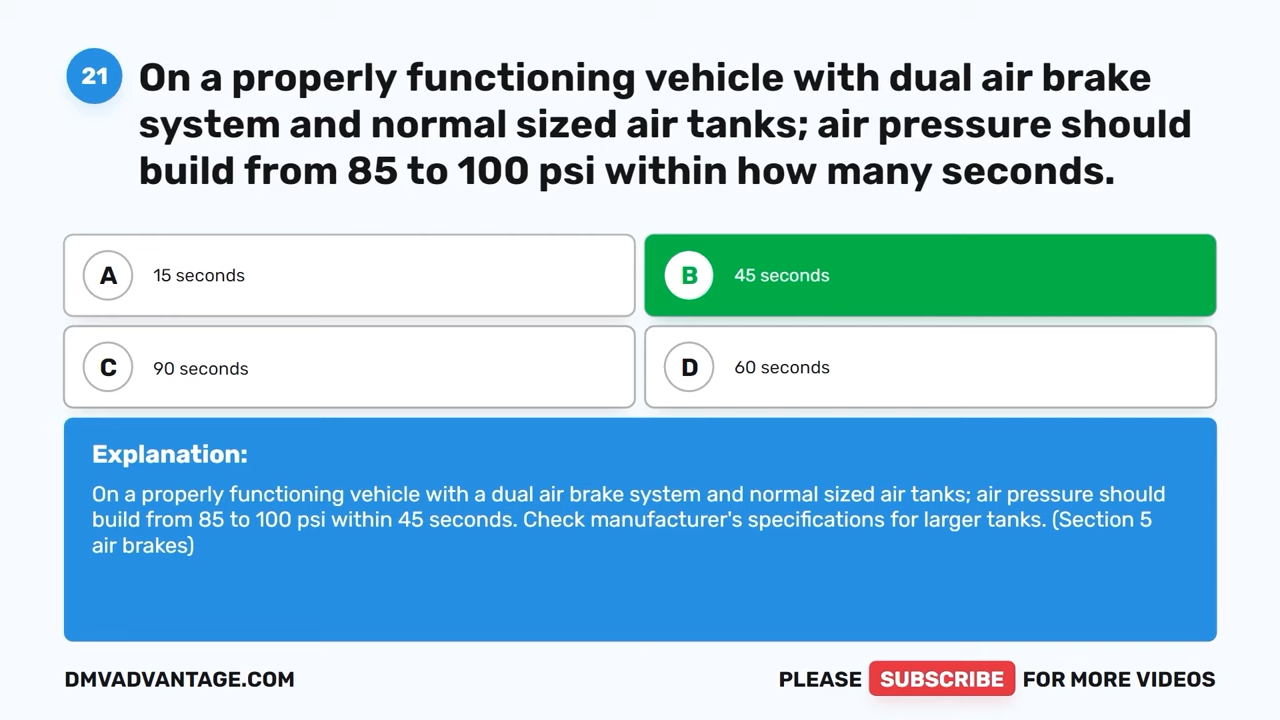 21
On a properly functioning vehicle with dual air brake
system and normal sized air tanks; air pressure should
build from 85 to 100 psi within how many seconds.
A 15 seconds
B 45 seconds
C 90 seconds
D 60 seconds
Explanation:
On a properly functioning vehicle with a dual air brake system and normal sized air tanks; air pressure should
build from 85 to 100 psi within 45 seconds. Check manufacturer's specifications for larger tanks. (Section 5
air brakes)
DMVADVANTAGE.COM
PLEASE SUBSCRIBE FOR MORE VIDEOS